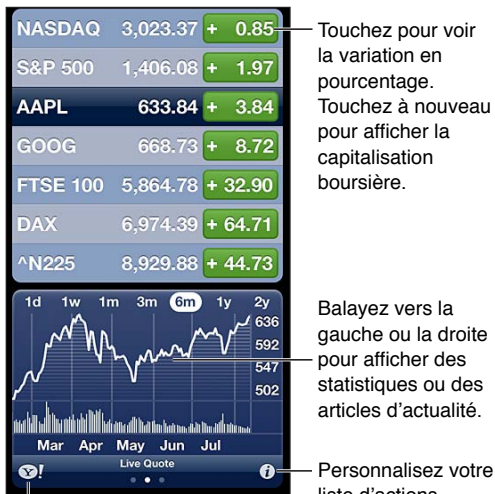 NASDAQ 3,023.37 + 0.85
S&P 500 1,406.08 + 1.97
AAPL 633.84 + 3.84
GOOG 668.73 + 8.72
FTSE 100 5,864.78 + 32.90
DAX 6,974.39 + 64.71
^N225 8,929.88 + 44.73
1d 1w 1m 3m 6m 1y 2y
636
592
547
502
Mar Apr May Jun Jul
Y!
Live Quote
i
Touchez pour voir
la variation en
pourcentage.
Touchez à nouveau
pour afficher la
capitalisation
boursière.
Balayez vers la
gauche ou la droite
pour afficher des
statistiques ou des
articles d'actualité.
Personnalisez votre
liste d'actions